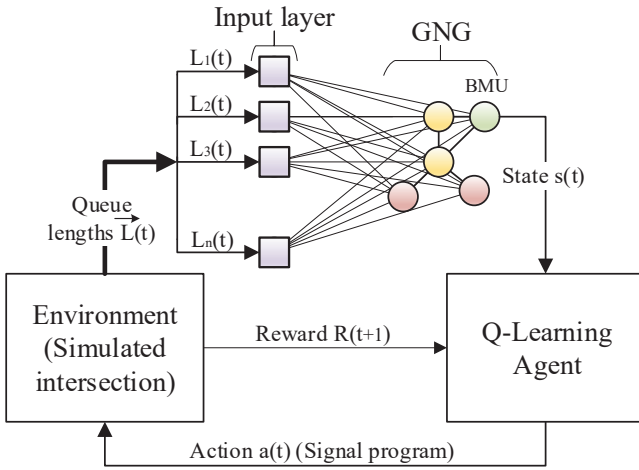 Input layer
GNG
BMU
L₁(t)
L₂(t)
L₃(t)
Lₙ(t)
Queue
lengths L⃗(t)
State s(t)
Environment
(Simulated
intersection)
Reward R(t+1)
Q-Learning
Agent
Action a(t) (Signal program)